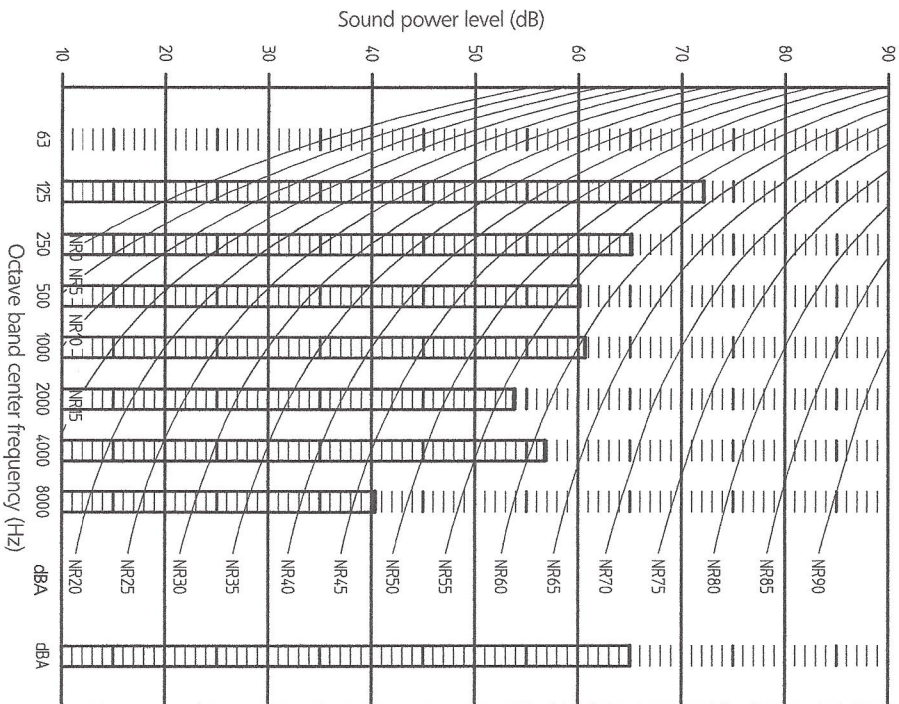 Sound power level (dB)
10 20 30 40 50 60 70 80 90
63
125
250
500
1000
2000
4000
8000
dBA
dBA
Octave band center frequency (Hz)
NR0
NR5
NR10
NR15
NR20
NR25
NR30
NR35
NR40
NR45
NR50
NR55
NR60
NR65
NR70
NR75
NR80
NR85
NR90